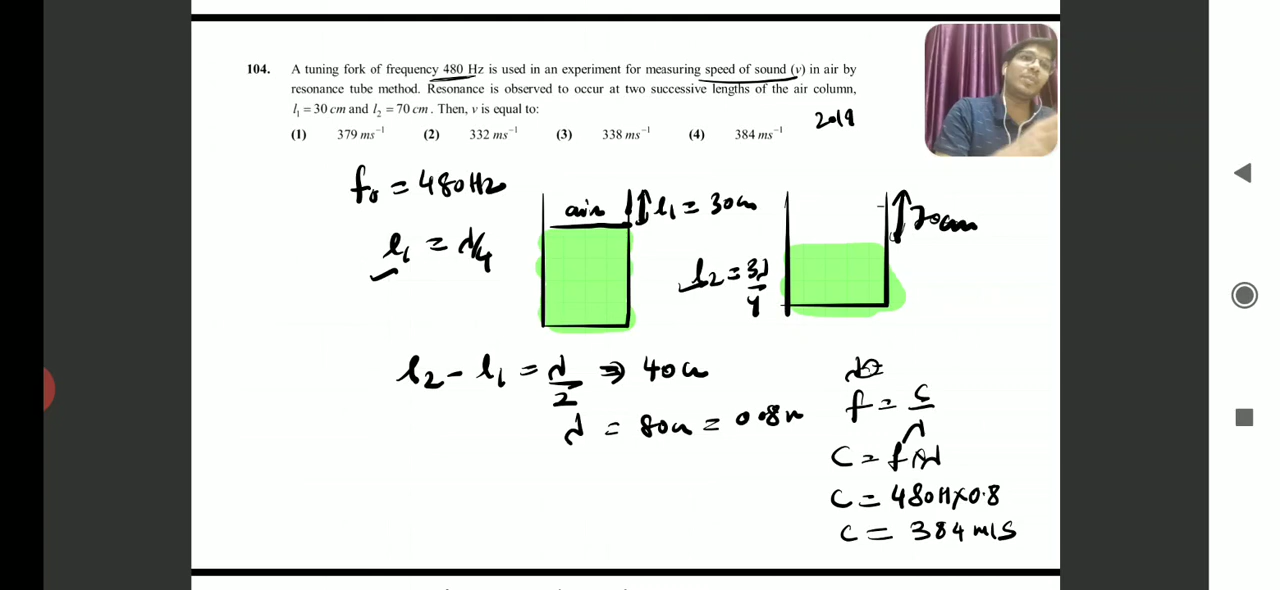 104. A tuning fork of frequency 480 Hz is used in an experiment for measuring speed of sound (v) in air by
resonance tube method. Resonance is observed to occur at two successive lengths of the air column,
l₁ = 30 cm and l₂ = 70 cm. Then, v is equal to:
(1) 379 ms⁻¹ (2) 332 ms⁻¹ (3) 338 ms⁻¹ (4) 384 ms⁻¹
2019
f₀ = 480Hz
air
l₁ = 30cm
70cm
l₁ = λ/4
l₂ = 3λ/4
l₂ - l₁ = λ/2 ⇒ 40cm
λ = 80cm = 0.08m
f = c/λ
C = fλ
C = 480H×0.8
C = 384m/s